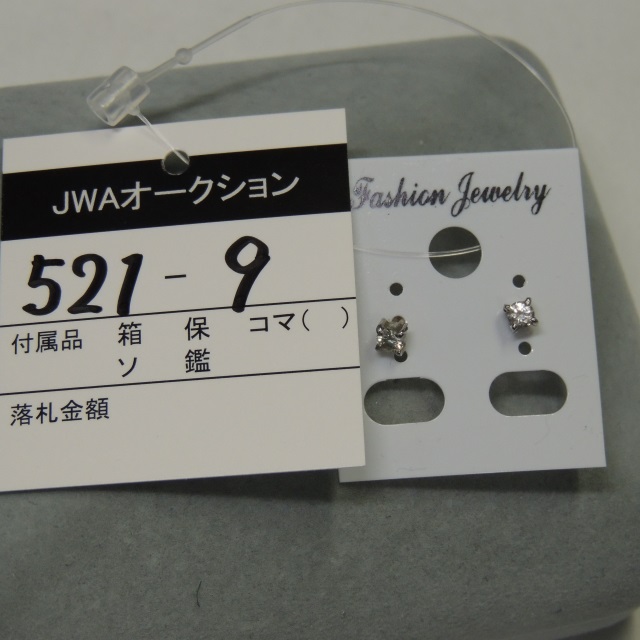 JWAオークション
521-9
付属品 箱 保 コマ( )
ソ 鑑
落札金額
Fashion Jewelry